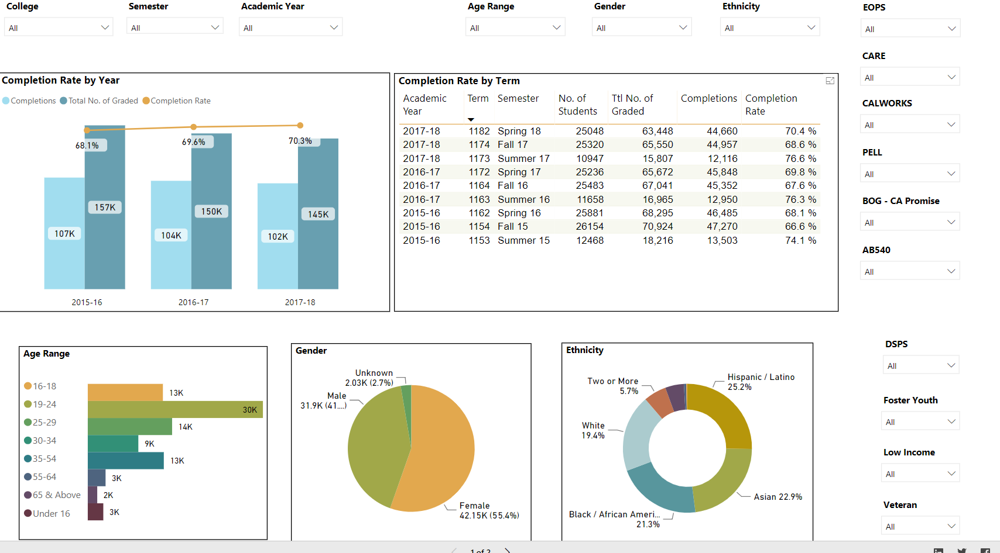 College
Semester
Academic Year
Age Range
Gender
Ethnicity
EOPS
All
All
All
All
All
All
All
CARE
All
CALWORKS
All
PELL
All
BOG - CA Promise
All
AB540
All
Completion Rate by Year
Completions Total No. of Graded Completion Rate
68.1%
69.6%
70.3%
157K
150K
145K
107K
104K
102K
2015-16
2016-17
2017-18
Completion Rate by Term
Academic Year Term Semester No. of Students Ttl No. of Graded Completions Completion Rate
2017-18 1182 Spring 18 25048 63,448 44,660 70.4 %
2017-18 1174 Fall 17 25320 65,550 44,957 68.6 %
2017-18 1173 Summer 17 10947 15,807 12,116 76.6 %
2016-17 1172 Spring 17 25236 65,672 45,848 69.8 %
2016-17 1164 Fall 16 25483 67,041 45,352 67.6 %
2016-17 1163 Summer 16 11658 16,965 12,950 76.3 %
2015-16 1162 Spring 16 25881 68,295 46,485 68.1 %
2015-16 1154 Fall 15 26154 70,924 47,270 66.6 %
2015-16 1153 Summer 15 12468 18,216 13,503 74.1 %
Age Range
16-18 13K
19-24 30K
25-29 14K
30-34 9K
35-54 13K
55-64 3K
65 & Above 2K
Under 16 3K
Gender
Unknown
2.03K (2.7%)
Male
31.9K (41....)
Female
42.15K (55.4%)
Ethnicity
Two or More
5.7%
Hispanic / Latino
25.2%
White
19.4%
Asian 22.9%
Black / African Ameri...
21.3%
DSPS
All
Foster Youth
All
Low Income
All
Veteran
All
1 of 2